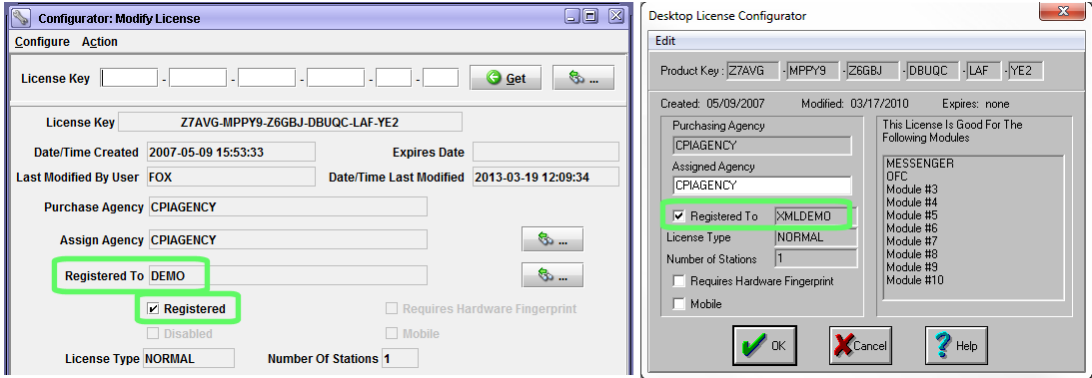 Configurator: Modify License
Configure Action
License Key - - - - - Get ...
License Key Z7AVG-MPPY9-Z6GBJ-DBUQC-LAF-YE2
Date/Time Created 2007-05-09 15:53:33 Expires Date
Last Modified By User FOX Date/Time Last Modified 2013-03-19 12:09:34
Purchase Agency CPIAGENCY
Assign Agency CPIAGENCY ...
Registered To DEMO ...
Registered Requires Hardware Fingerprint
Disabled Mobile
License Type NORMAL Number Of Stations 1
Desktop License Configurator
Edit
Product Key : Z7AVG - MPPY9 - Z6GBJ - DBUQC - LAF - YE2
Created: 05/09/2007 Modified: 03/17/2010 Expires: none
Purchasing Agency
CPIAGENCY
Assigned Agency
CPIAGENCY
Registered To XMLDEMO
License Type NORMAL
Number of Stations 1
Requires Hardware Fingerprint
Mobile
This License Is Good For The
Following Modules
MESSENGER
OFC
Module #3
Module #4
Module #5
Module #6
Module #7
Module #8
Module #9
Module #10
OK Cancel Help